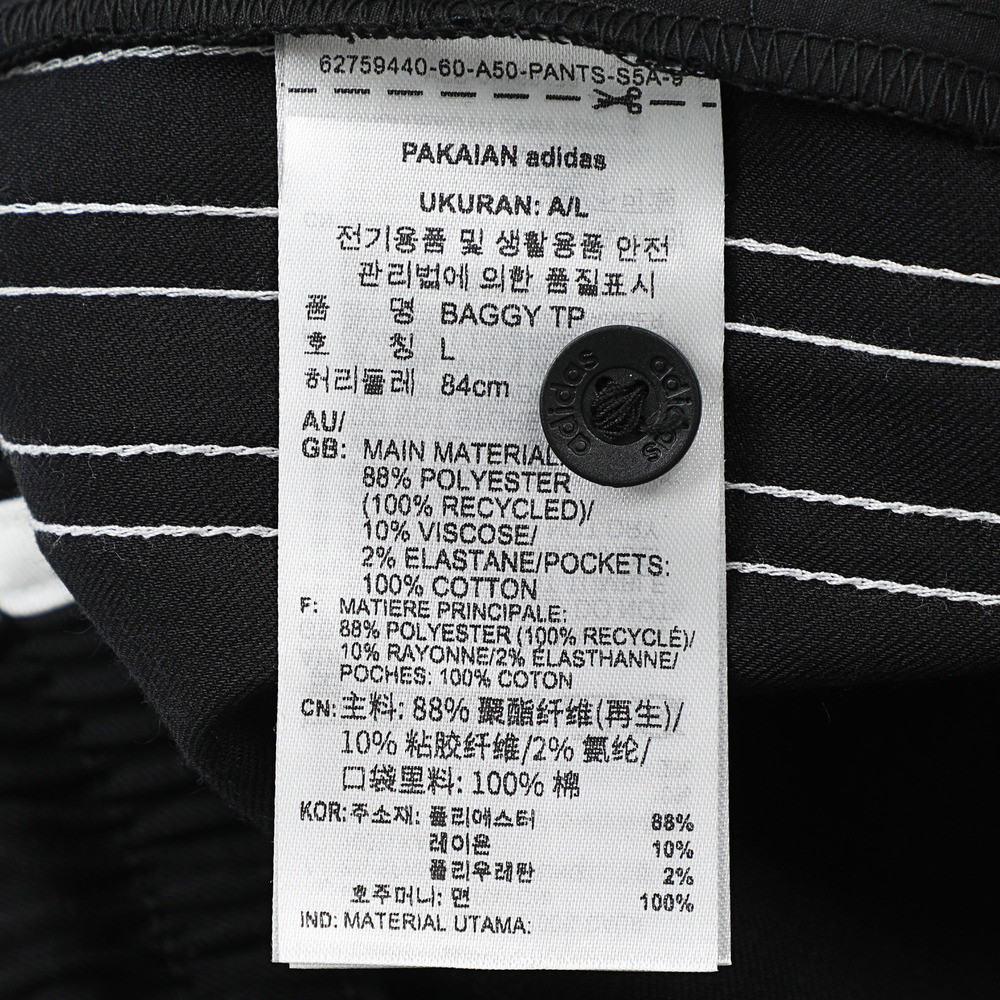 62759440-60-A50-PANTS-S5A-9
PAKAIAN adidas
UKURAN: A/L
전기용품 및 생활용품 안전
관리법에 의한 품질표시
품 명 BAGGY TP
호 칭 L
허리둘레 84cm
adidas adidas
AU/
GB: MAIN MATERIAL
88% POLYESTER
(100% RECYCLED)/
10% VISCOSE/
2% ELASTANE/POCKETS:
100% COTTON
F: MATIERE PRINCIPALE:
88% POLYESTER (100% RECYCLÉ)/
10% RAYONNE/2% ÉLASTHANNE/
POCHES: 100% COTON
CN: 主料: 88% 聚酯纤维(再生)/
10% 粘胶纤维/2% 氨纶/
口袋里料: 100% 棉
KOR: 주소재: 폴리에스터 88%
레이온 10%
폴리우레탄 2%
호주머니: 면 100%
IND: MATERIAL UTAMA: